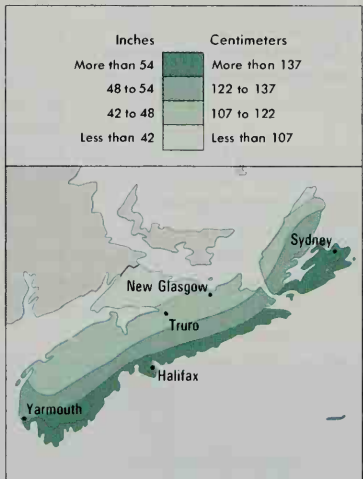 Inches Centimeters
More than 54 More than 137
48 to 54 122 to 137
42 to 48 107 to 122
Less than 42 Less than 107
Sydney
New Glasgow
Truro
Halifax
Yarmouth